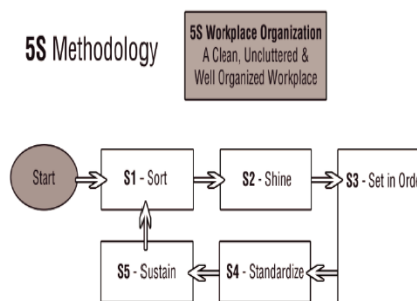 5S Methodology
5S Workplace Organization
A Clean, Uncluttered &
Well Organized Workplace
Start
S1 - Sort
S2 - Shine
S3 - Set in Orde
S5 - Sustain
S4 - Standardize